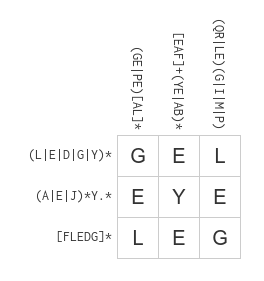 (GE|PE)[AL]*
[EAF]+(YE|AB)*
(QR|LE)(G|I|M|P)
(L|E|D|G|Y)* G E L
(A|E|J)*Y.* E Y E
[FLEDG]* L E G